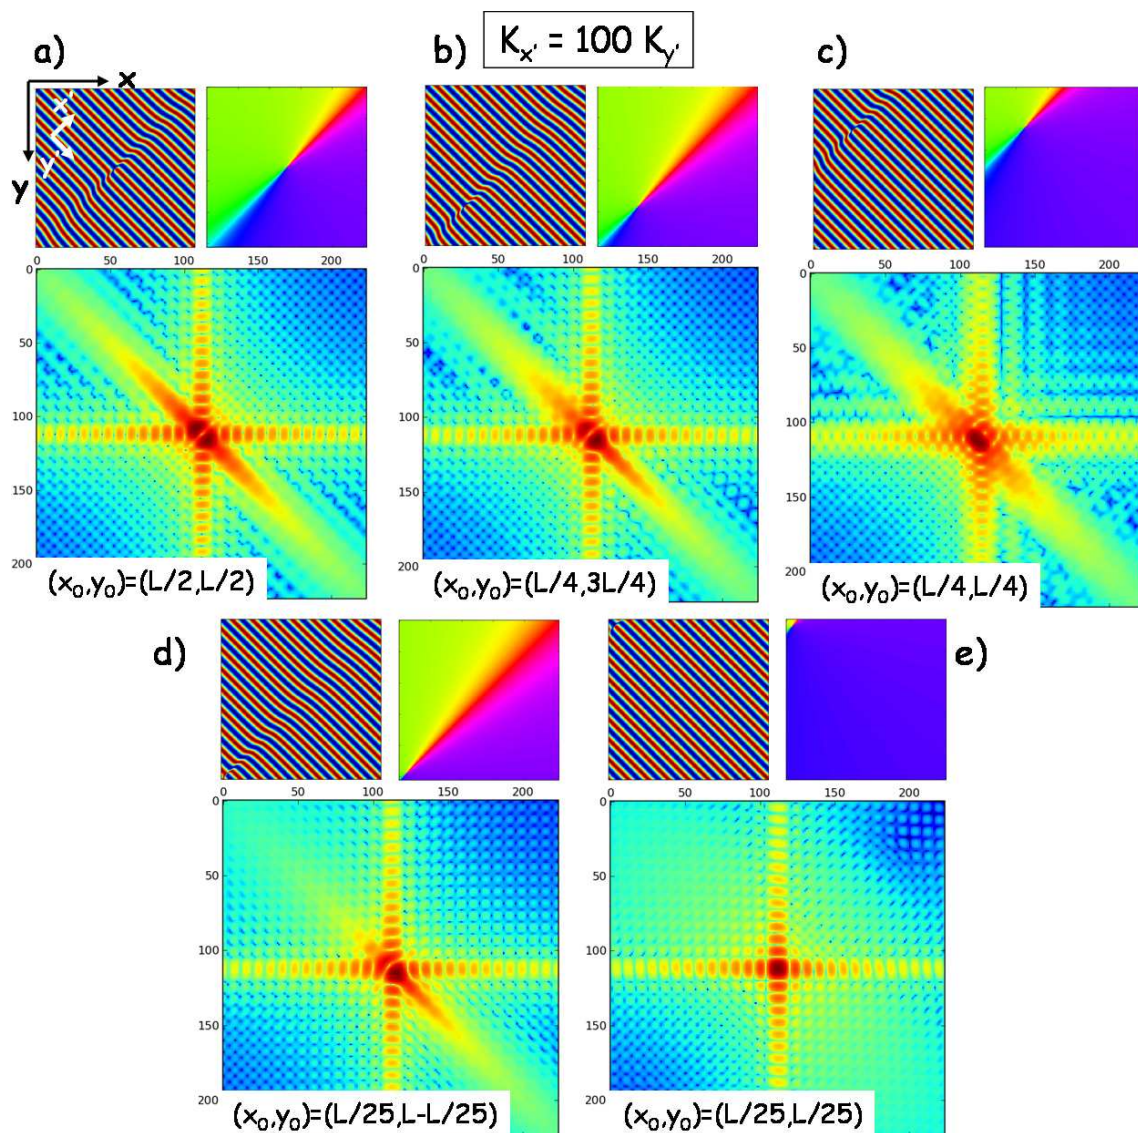 a)
b)
Kx' = 100 Ky'
c)
x
x'
y'
y
0 50 100 150 200
0
50
100
150
200
(x₀,y₀)=(L/2,L/2)
0 50 100 150 200
0
50
100
150
200
(x₀,y₀)=(L/4,3L/4)
0 50 100 150 200
0
50
100
150
200
(x₀,y₀)=(L/4,L/4)
d)
e)
0 50 100 150 200
0
50
100
150
200
(x₀,y₀)=(L/25,L-L/25)
0 50 100 150 200
0
50
100
150
200
(x₀,y₀)=(L/25,L/25)